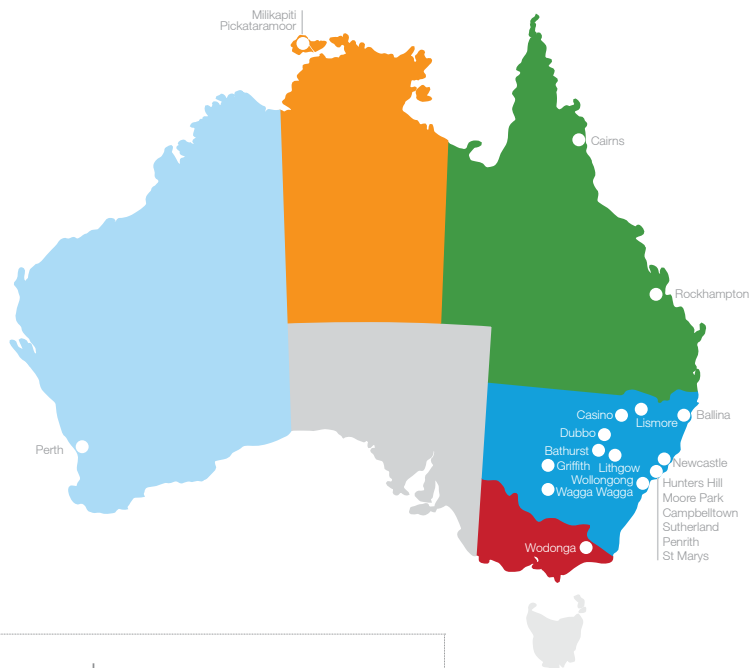 Milikapiti
Pickataramoor
Cairns
Rockhampton
Casino
Lismore
Ballina
Dubbo
Bathurst
Lithgow
Newcastle
Griffith
Wollongong
Wagga Wagga
Perth
Hunters Hill
Moore Park
Campbelltown
Sutherland
Penrith
St Marys
Wodonga